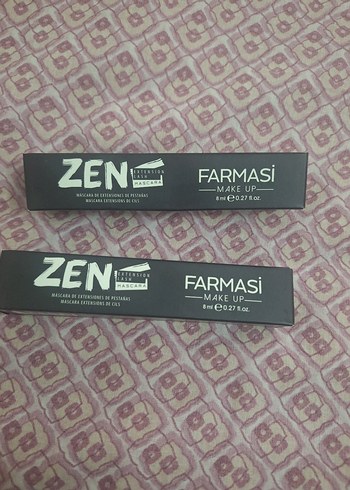 ZEN
EXTENSION
LASH
MASCARA
MÁSCARA DE EXTENSIONES DE PESTAÑAS
MASCARA EXTENSIONS DE CILS
FARMASi
MAKE UP
8 ml ℮ 0.27 fl. oz.
ZEN
EXTENSION
LASH
MASCARA
MÁSCARA DE EXTENSIONES DE PESTAÑAS
MASCARA EXTENSIONS DE CILS
FARMASi
MAKE UP
8 ml ℮ 0.27 fl. oz.